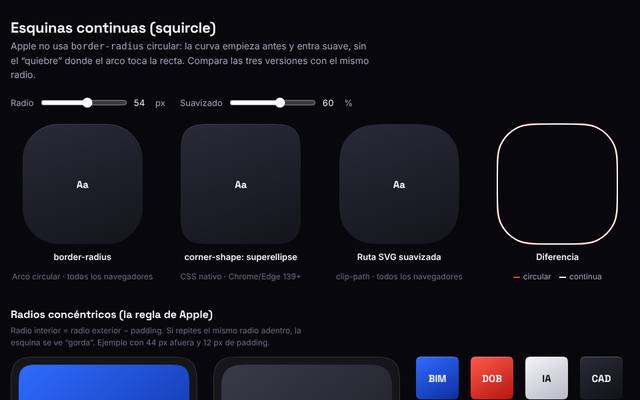 Esquinas continuas (squircle)
Apple no usa border-radius circular: la curva empieza antes y entra suave, sin
el “quiebre” donde el arco toca la recta. Compara las tres versiones con el mismo
radio.
Radio 54 px Suavizado 60 %
Aa Aa Aa
border-radius corner-shape: superellipse Ruta SVG suavizada Diferencia
Arco circular · todos los navegadores CSS nativo · Chrome/Edge 139+ clip-path · todos los navegadores circular continua
Radios concéntricos (la regla de Apple)
Radio interior = radio exterior − padding. Si repites el mismo radio adentro, la
esquina se ve “gorda”. Ejemplo con 44 px afuera y 12 px de padding.
BIM DOB IA CAD